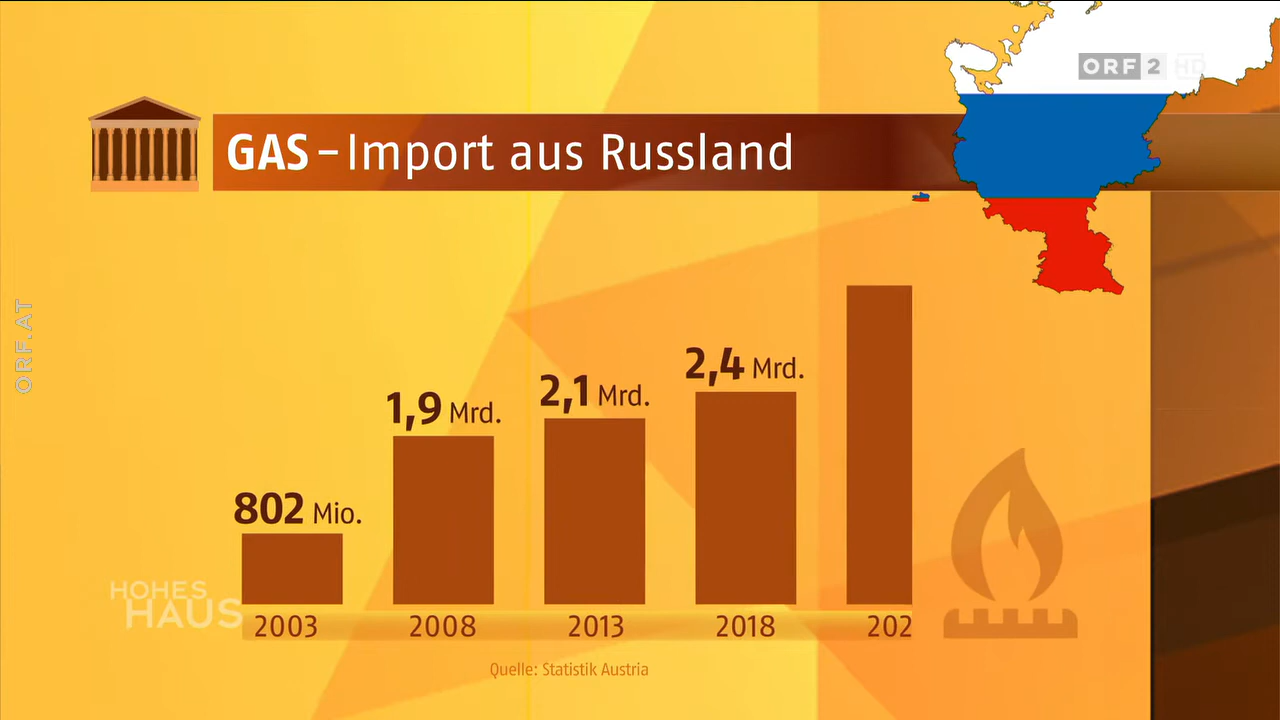 ORF 2 HD
GAS – Import aus Russland
ORF.AT
2,4 Mrd.
2,1 Mrd.
1,9 Mrd.
802 Mio.
HOHES
HAUS
2003 2008 2013 2018 202
Quelle: Statistik Austria